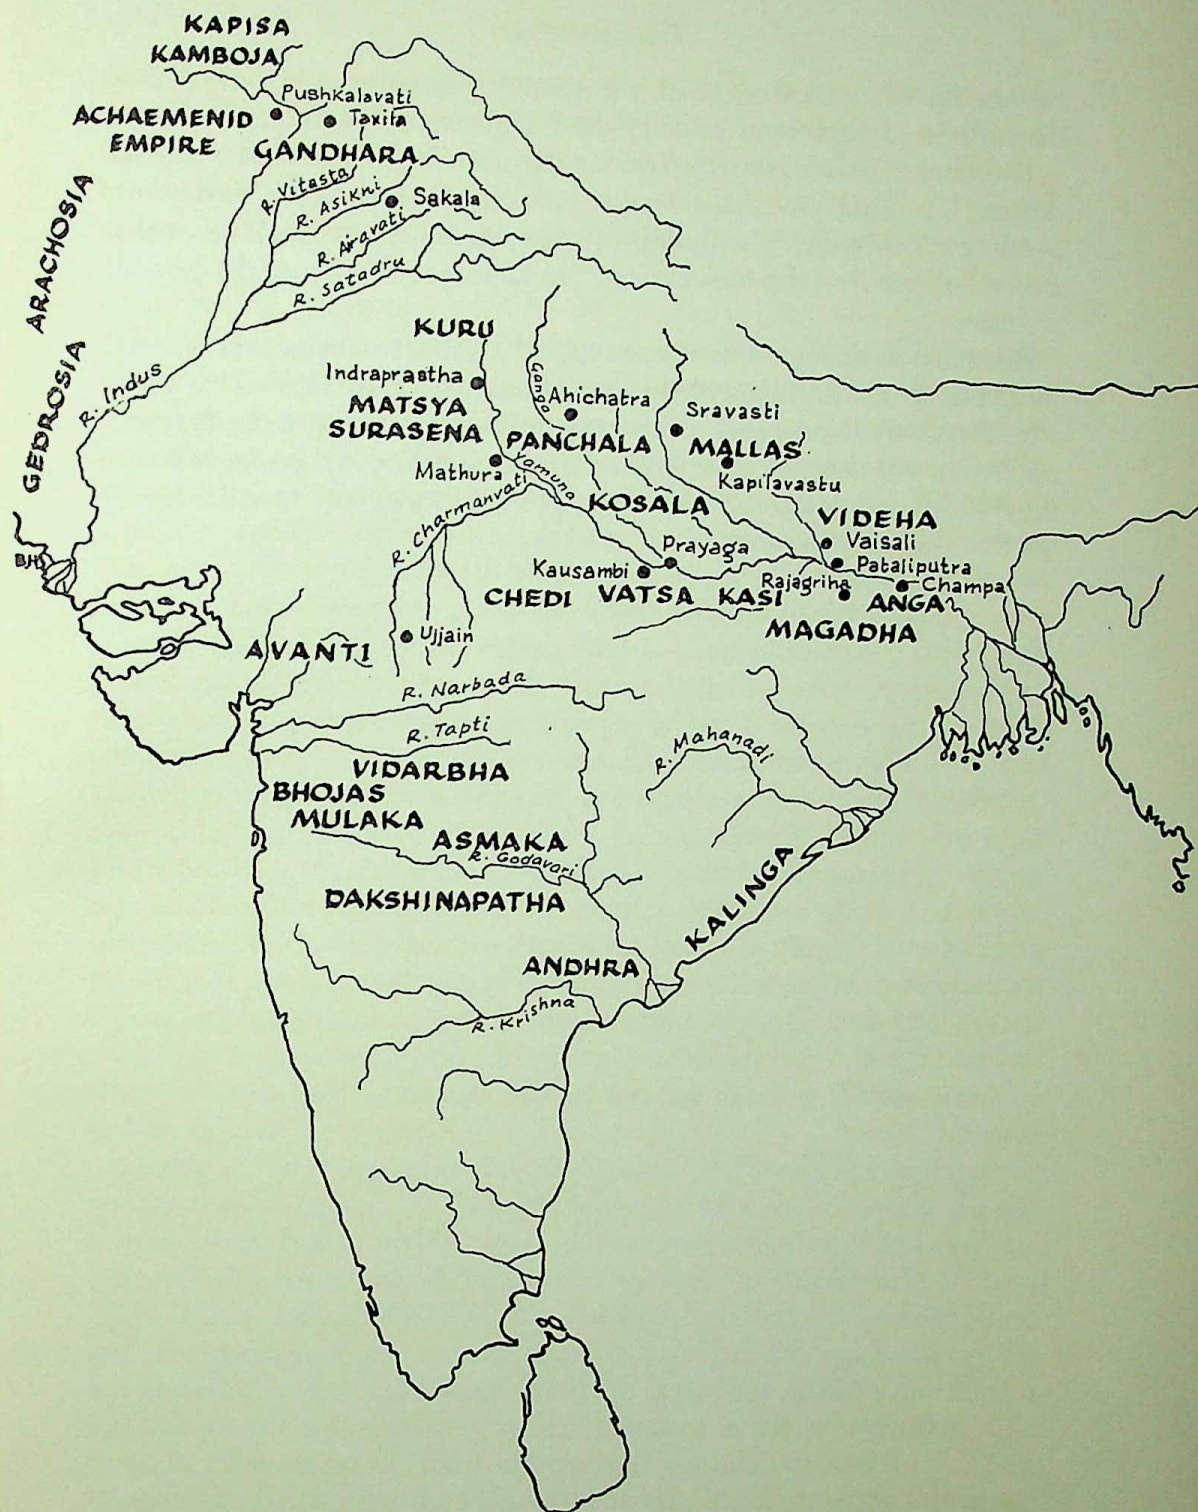 KAPISA
KAMBOJA
Pushkalavati
ACHAEMENID
EMPIRE
Taxila
GANDHARA
R. Vitasta
R. Asikni
Sakala
R. Airavati
R. Satadru
ARACHOSIA
GEDROSIA
R. Indus
KURU
Indraprastha
MATSYA
SURASENA
Ganga
Ahichatra
PANCHALA
Sravasti
MALLAS
Mathura
Yamuna
Kapilavastu
R. Charmanvati
KOSALA
VIDEHA
Vaisali
Prayaga
Pataliputra
Kausambi
Rajagriha
Champa
CHEDI
VATSA
KASI
ANGA
MAGADHA
Ujjain
AVANTI
R. Narbada
R. Tapti
R. Mahanadi
VIDARBHA
BHOJAS
MULAKA
ASMAKA
R. Godavari
DAKSHINAPATHA
KALINGA
ANDHRA
R. Krishna